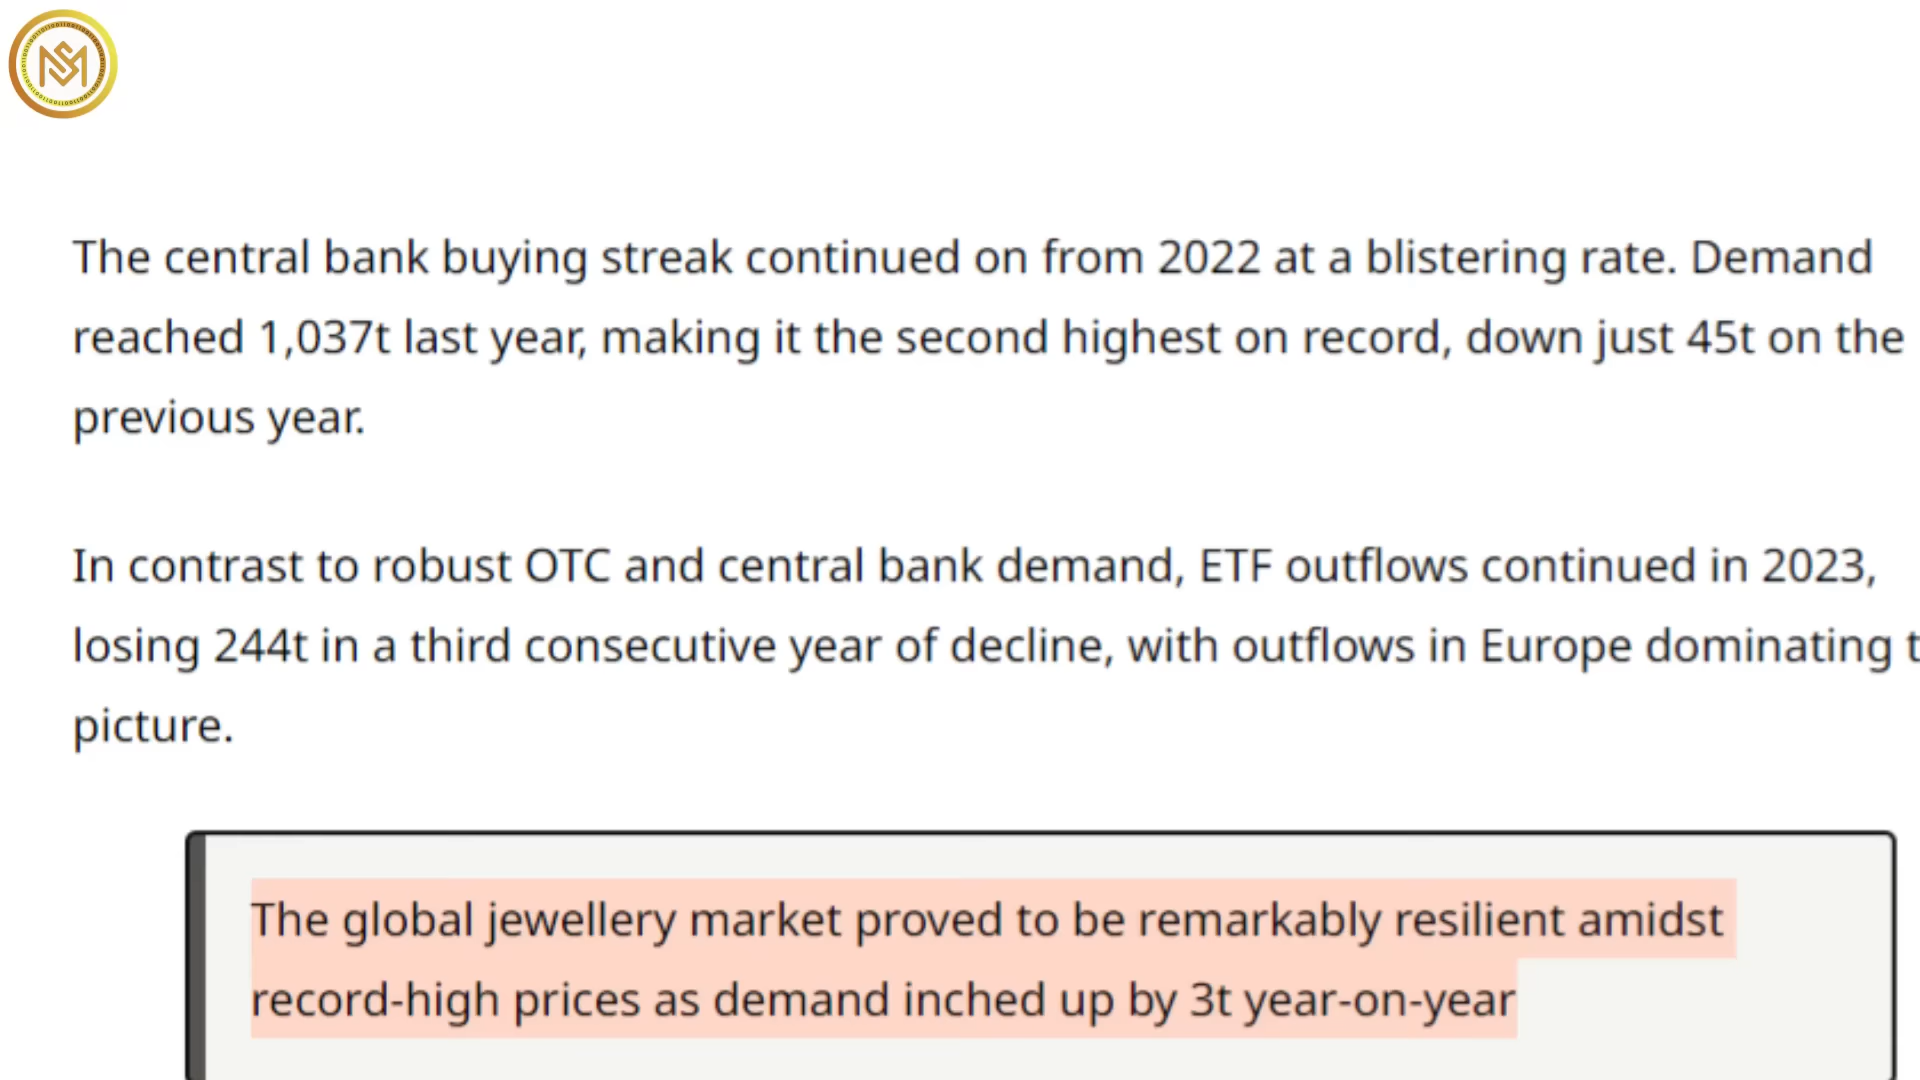 The central bank buying streak continued on from 2022 at a blistering rate. Demand
reached 1,037t last year, making it the second highest on record, down just 45t on the
previous year.
In contrast to robust OTC and central bank demand, ETF outflows continued in 2023,
losing 244t in a third consecutive year of decline, with outflows in Europe dominating t
picture.
The global jewellery market proved to be remarkably resilient amidst
record-high prices as demand inched up by 3t year-on-year